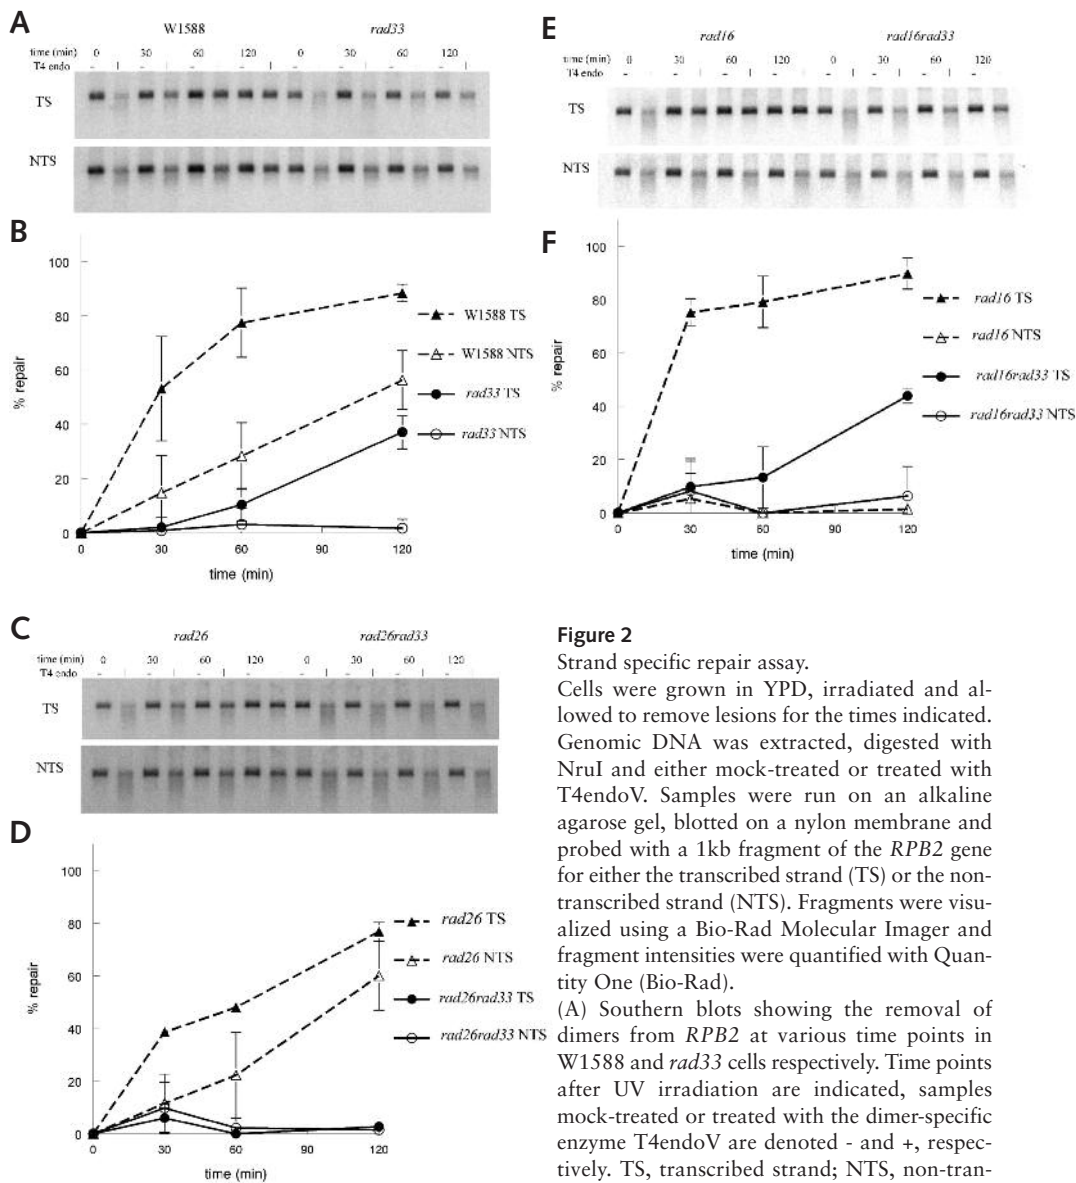 A
W1588 rad33
time (min) 0 30 60 120 0 30 60 120
T4 endo - | - | - | - | - | - | - | - |
TS
NTS
B
100
80
60
40
20
0
% repair
0 30 60 90 120
time (min)
W1588 TS
W1588 NTS
rad33 TS
rad33 NTS
C
rad26 rad26rad33
time (min) 0 30 60 120 0 30 60 120
T4 endo - | - | - | - | - | - | - | - |
TS
NTS
D
100
80
60
40
20
0
% repair
0 30 60 90 120
time (min)
rad26 TS
rad26 NTS
rad26rad33 TS
rad26rad33 NTS
E
rad16 rad16rad33
time (min) 0 30 60 120 0 30 60 120
T4 endo - | - | - | - | - | - | - | - |
TS
NTS
F
100
80
60
40
20
0
% repair
0 30 60 90 120
time (min)
rad16 TS
rad16 NTS
rad16rad33 TS
rad16rad33 NTS
Figure 2
Strand specific repair assay.
Cells were grown in YPD, irradiated and al-
lowed to remove lesions for the times indicated.
Genomic DNA was extracted, digested with
NruI and either mock-treated or treated with
T4endoV. Samples were run on an alkaline
agarose gel, blotted on a nylon membrane and
probed with a 1kb fragment of the RPB2 gene
for either the transcribed strand (TS) or the non-
transcribed strand (NTS). Fragments were visu-
alized using a Bio-Rad Molecular Imager and
fragment intensities were quantified with Quan-
tity One (Bio-Rad).
(A) Southern blots showing the removal of
dimers from RPB2 at various time points in
W1588 and rad33 cells respectively. Time points
after UV irradiation are indicated, samples
mock-treated or treated with the dimer-specific
enzyme T4endoV are denoted - and +, respec-
tively. TS, transcribed strand; NTS, non-tran-